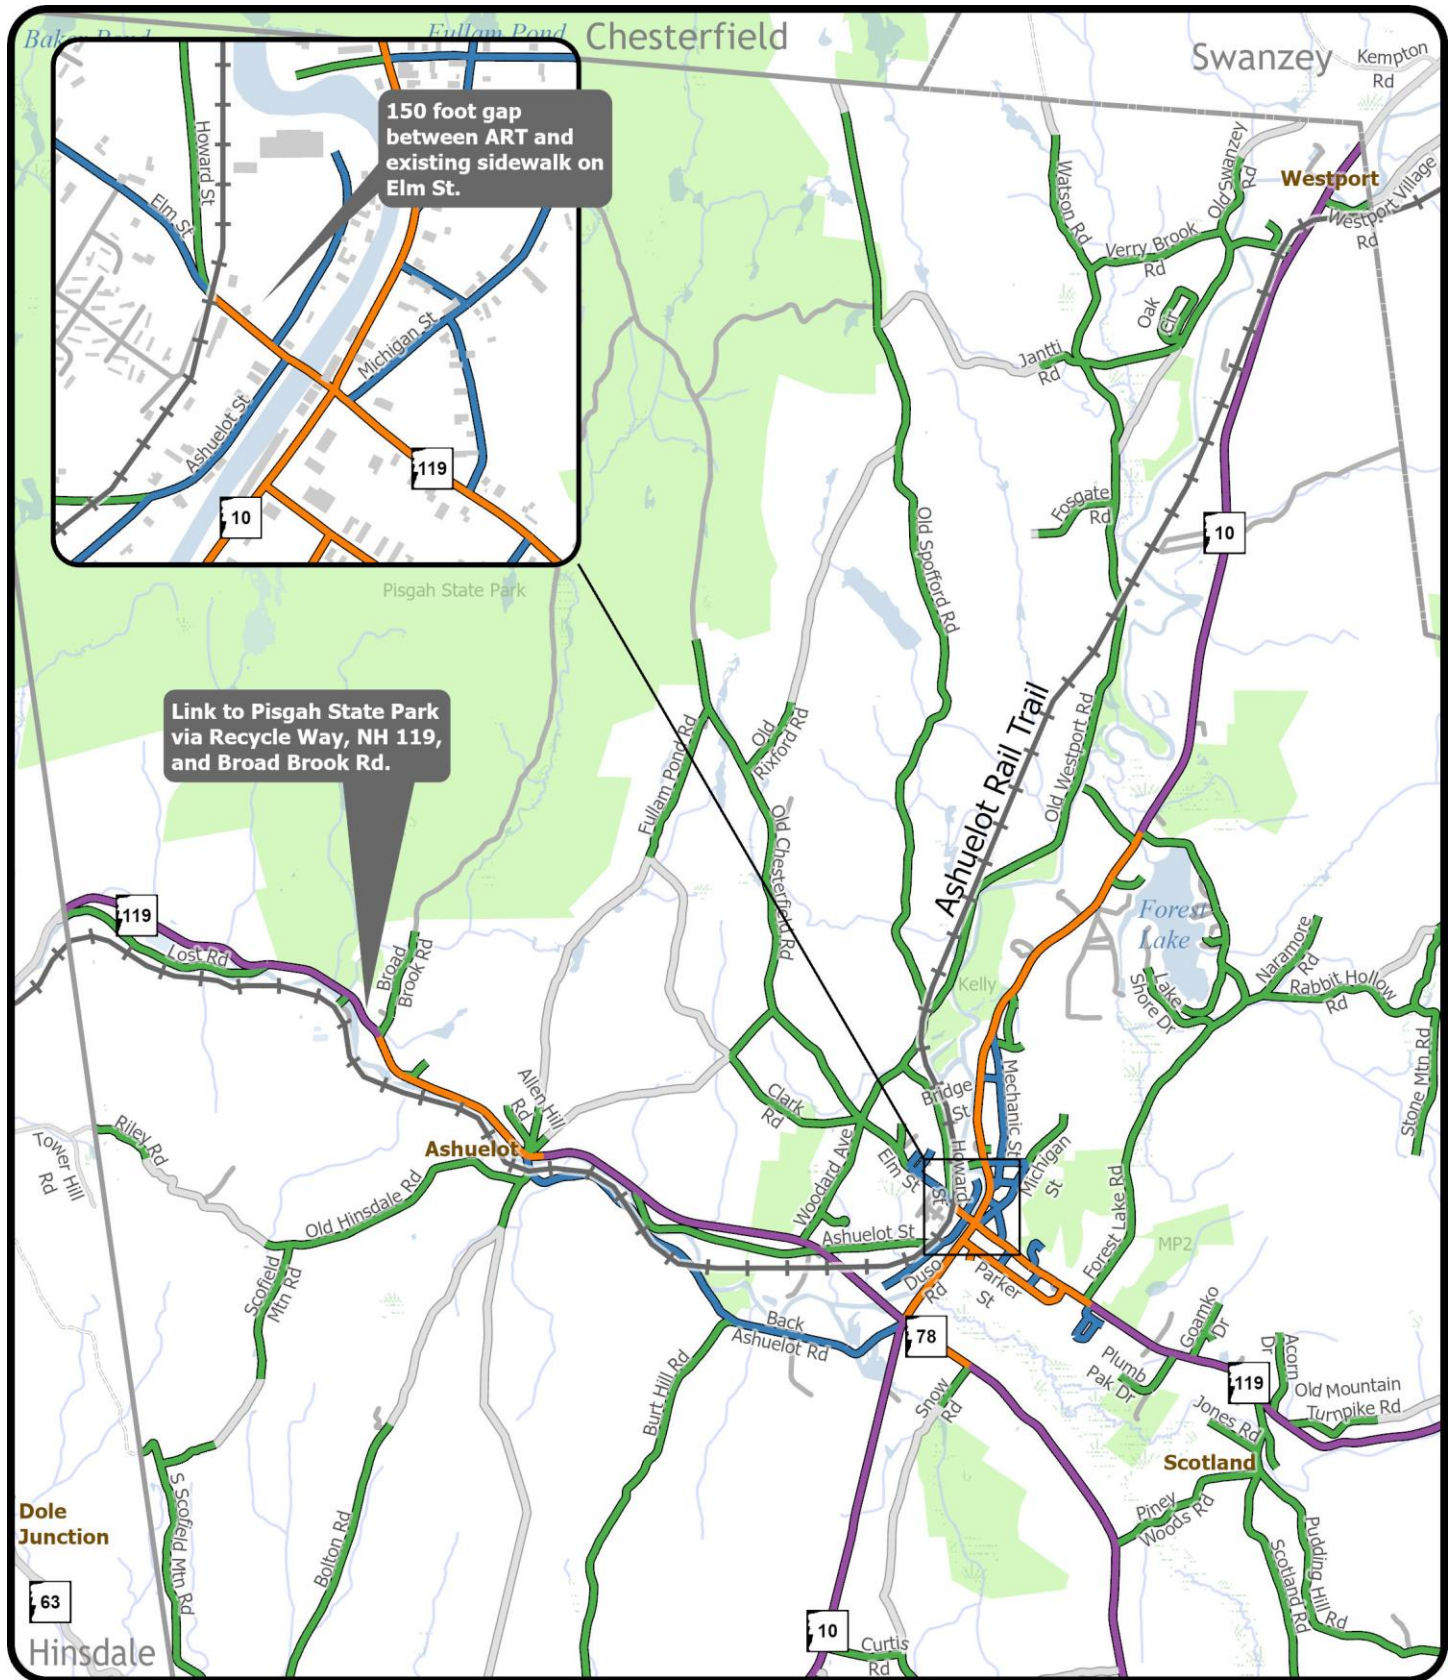 Baker Pond
Fullam Pond
Chesterfield
Swanzey
Kempton
Rd
150 foot gap
between ART and
existing sidewalk on
Elm St.
Howard St
Elm St
Michigan St
Ashuelot St
119
10
Watson Rd
Old Swanzey
Rd
Westport
Westport Village
Rd
Verry Brook
Rd
Oak
Cir
Jantti
Rd
Fosgate
Rd
10
Old Spofford Rd
Pisgah State Park
Link to Pisgah State Park
via Recycle Way, NH 119,
and Broad Brook Rd.
Fullam Pond Rd
Old
Rixford Rd
Old Chesterfield Rd
Ashuelot Rail Trail
Old Westport Rd
119
Lost Rd
Broad
Brook Rd
Forest
Lake
Kelly
Lake
Shore Dr
Naramore
Rd
Rabbit Hollow
Rd
Stone Mtn Rd
Allen Hill
Rd
Clark
Rd
Bridge
St
Mechanic St
Howard
St
Michigan
St
Elm St
Woodard Ave
Ashuelot St
Riley Rd
Tower Hill
Rd
Ashuelot
Old Hinsdale Rd
Scofield
Mtn Rd
Duso
Rd
Parker
St
Forest Lake Rd
MP2
Back
Ashuelot Rd
78
Burt Hill Rd
Snow
Rd
Goamko
Dr
Plumb
Pak Dr
119
Acorn
Dr
Old Mountain
Turnpike Rd
Jones Rd
Scotland
Piney
Woods Rd
Scotland Rd
Pudding Hill Rd
S Scofield Mtn Rd
Bolton Rd
Dole
Junction
63
Hinsdale
10
Curtis
Rd